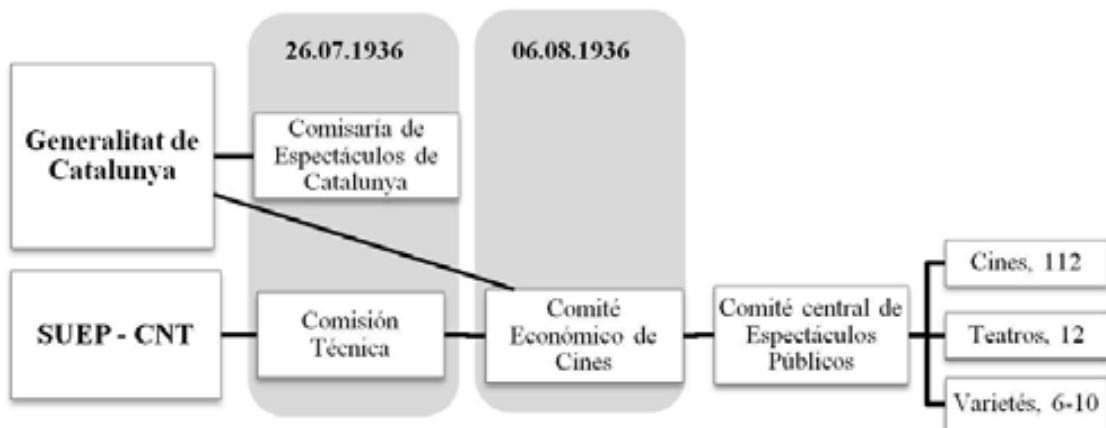 26.07.1936
06.08.1936
Generalitat de
Catalunya
Comisaría de
Espectáculos de
Catalunya
SUEP - CNT
Comisión
Técnica
Comité
Económico de
Cines
Comité central de
Espectáculos
Públicos
Cines, 112
Teatros, 12
Varietés, 6-10